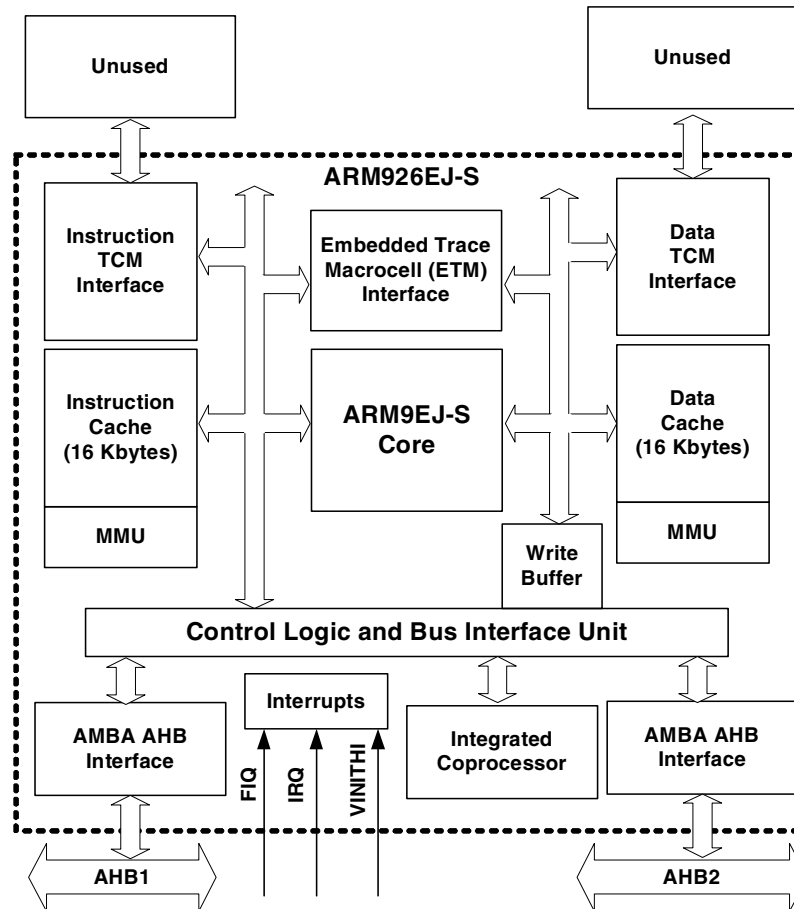 Unused
Unused
ARM926EJ-S
Instruction
TCM
Interface
Embedded Trace
Macrocell (ETM)
Interface
Data
TCM
Interface
Instruction
Cache
(16 Kbytes)
MMU
ARM9EJ-S
Core
Data
Cache
(16 Kbytes)
MMU
Write
Buffer
Control Logic and Bus Interface Unit
AMBA AHB
Interface
Interrupts
FIQ
IRQ
VINITHI
Integrated
Coprocessor
AMBA AHB
Interface
AHB1
AHB2